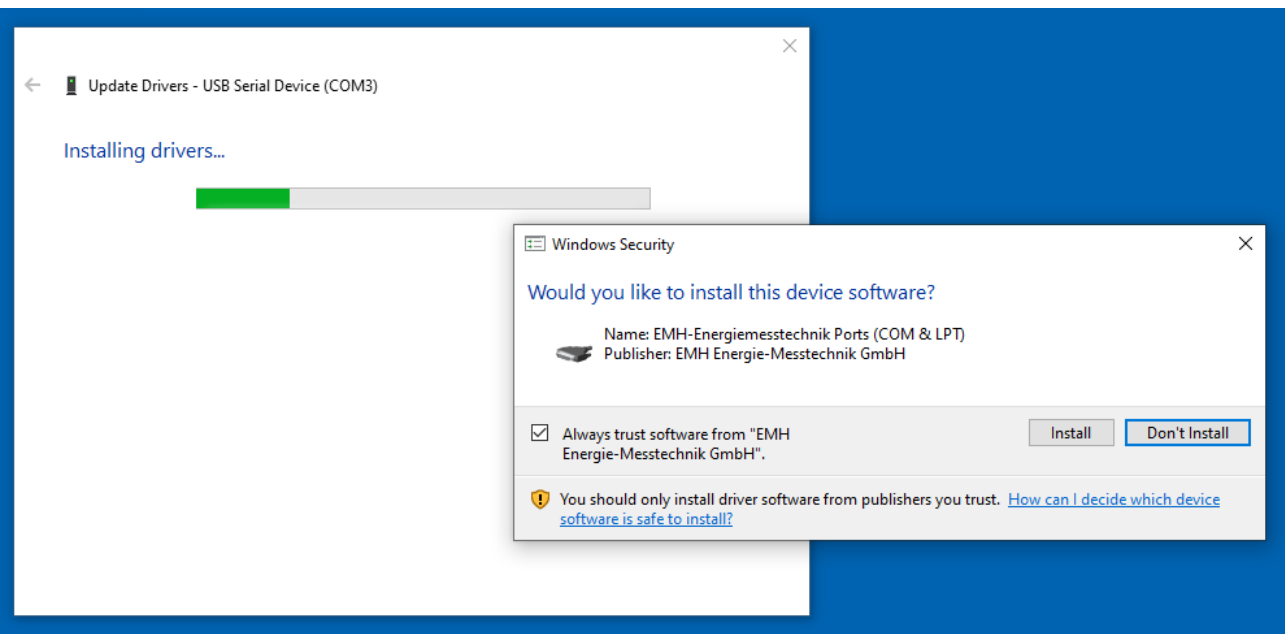 Update Drivers - USB Serial Device (COM3)
Installing drivers...
Windows Security
Would you like to install this device software?
Name: EMH-Energiemesstechnik Ports (COM & LPT)
Publisher: EMH Energie-Messtechnik GmbH
Always trust software from "EMH
Energie-Messtechnik GmbH".
Install
Don't Install
You should only install driver software from publishers you trust. How can I decide which device
software is safe to install?